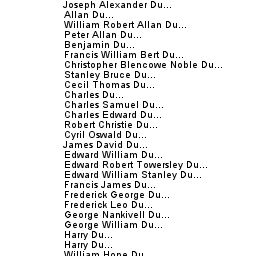 Joseph Alexander Du...
Allan Du...
William Robert Allan Du...
Peter Allan Du...
Benjamin Du...
Francis William Bert Du...
Christopher Blencowe Noble Du...
Stanley Bruce Du...
Cecil Thomas Du...
Charles Du...
Charles Samuel Du...
Charles Edward Du...
Robert Christie Du...
Cyril Oswald Du...
James David Du...
Edward William Du...
Edward Robert Towersley Du...
Edward William Stanley Du...
Francis James Du...
Frederick George Du...
Frederick Leo Du...
George Nankivell Du...
George William Du...
Harry Du...
Harry Du...
William Hope Du...